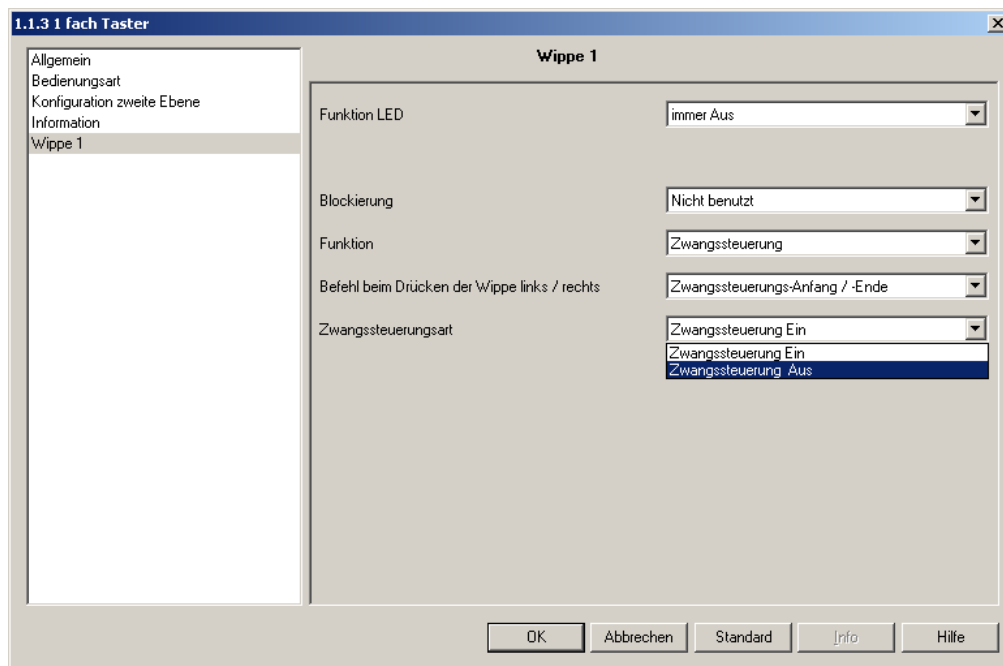 1.1.3 1 fach Taster
Allgemein
Bedienungsart
Konfiguration zweite Ebene
Information
Wippe 1
Wippe 1
Funktion LED
immer Aus
Blockierung
Nicht benutzt
Funktion
Zwangssteuerung
Befehl beim Drücken der Wippe links / rechts
Zwangssteuerungs-Anfang / -Ende
Zwangssteuerungsart
Zwangssteuerung Ein
Zwangssteuerung Ein
Zwangssteuerung Aus
OK
Abbrechen
Standard
Info
Hilfe